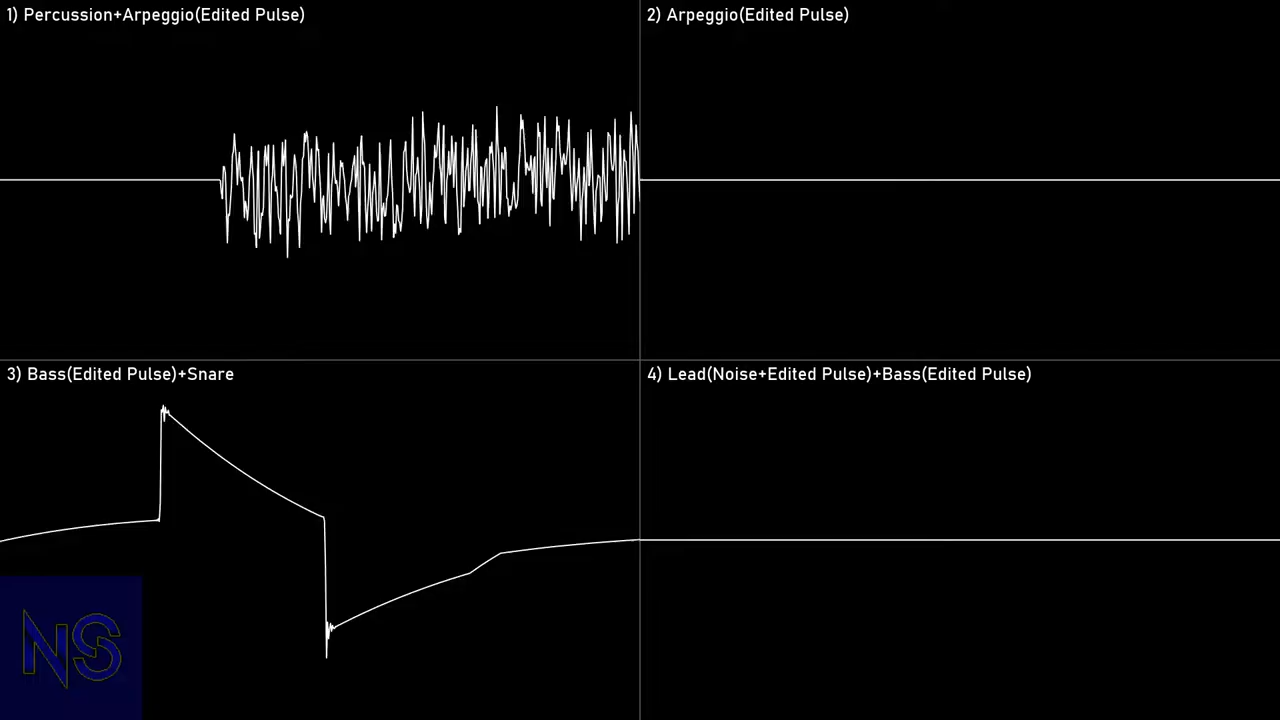 1) Percussion+Arpeggio(Edited Pulse)
2) Arpeggio(Edited Pulse)
3) Bass(Edited Pulse)+Snare
4) Lead(Noise+Edited Pulse)+Bass(Edited Pulse)
NS